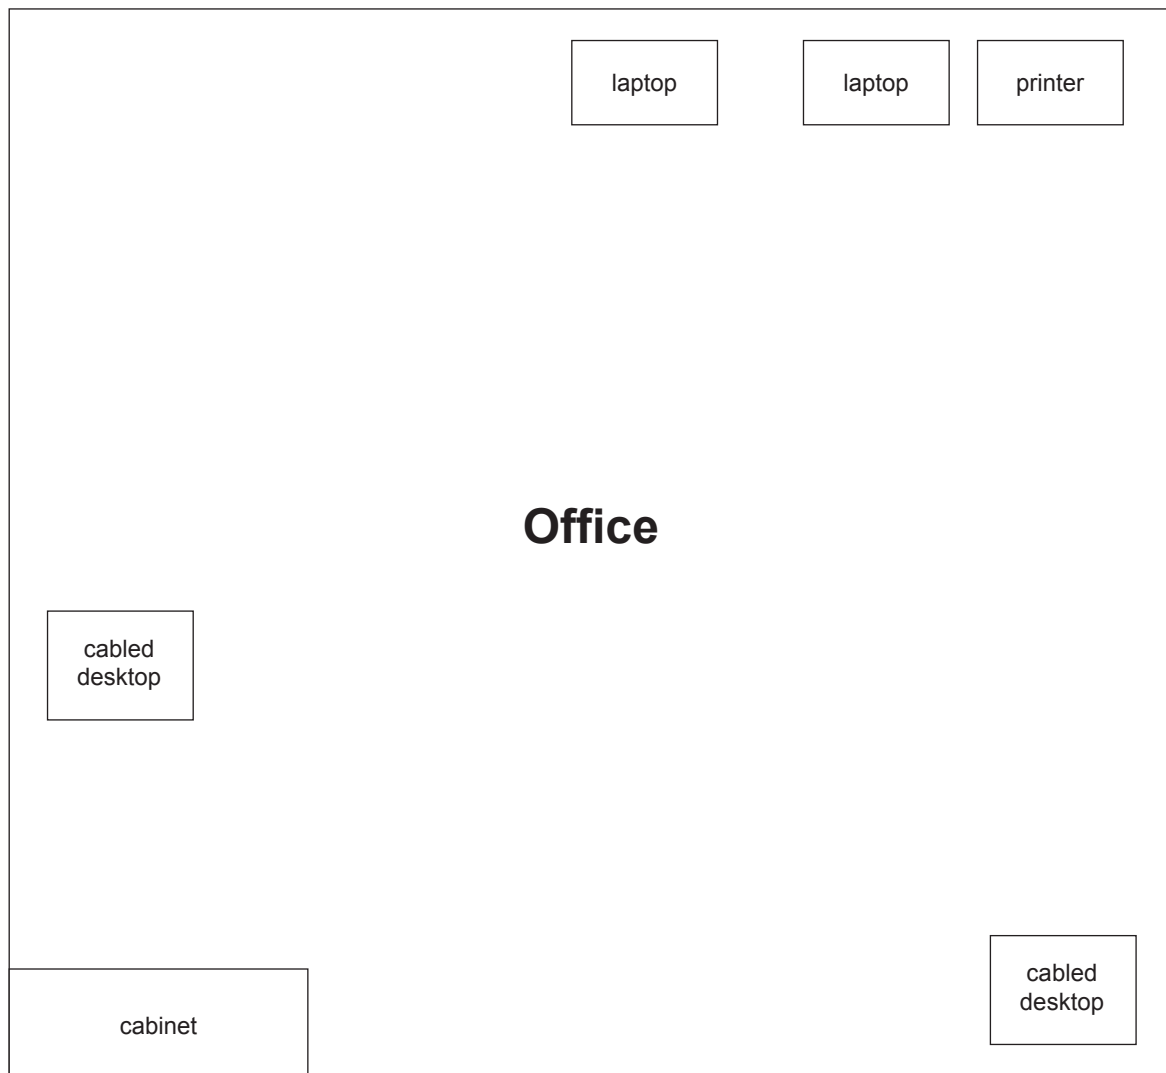 laptop
laptop
printer
Office
cabled
desktop
cabled
desktop
cabinet